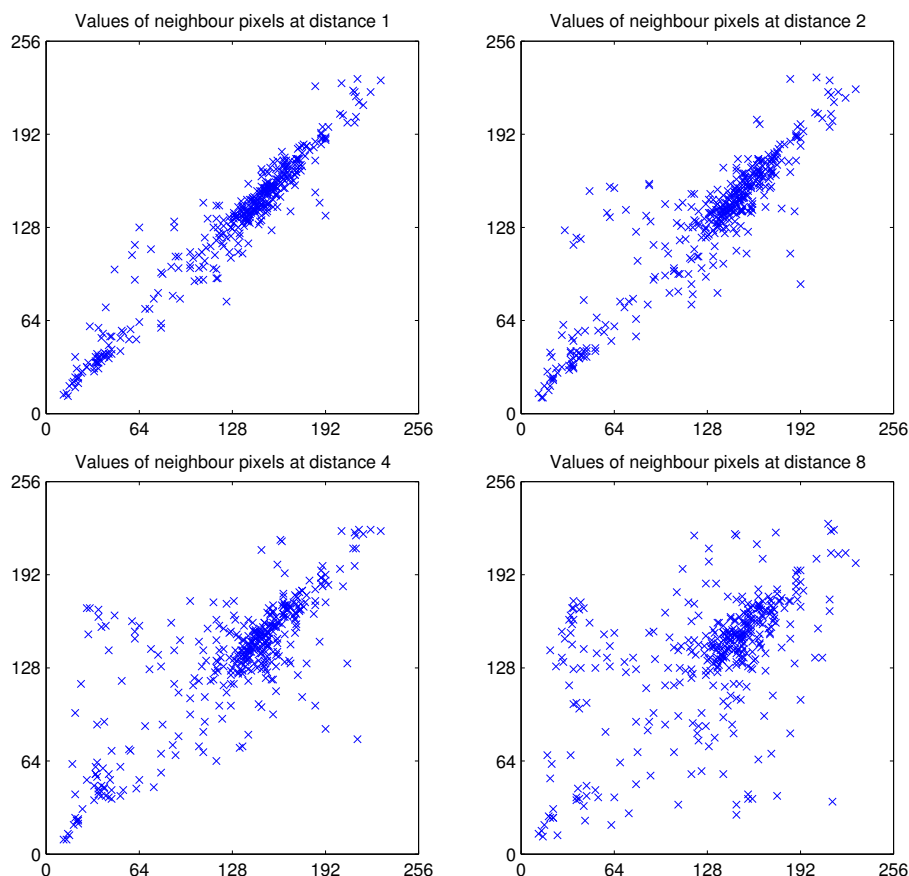 Values of neighbour pixels at distance 1
256
192
128
64
0
0 64 128 192 256
Values of neighbour pixels at distance 2
256
192
128
64
0
0 64 128 192 256
Values of neighbour pixels at distance 4
256
192
128
64
0
0 64 128 192 256
Values of neighbour pixels at distance 8
256
192
128
64
0
0 64 128 192 256